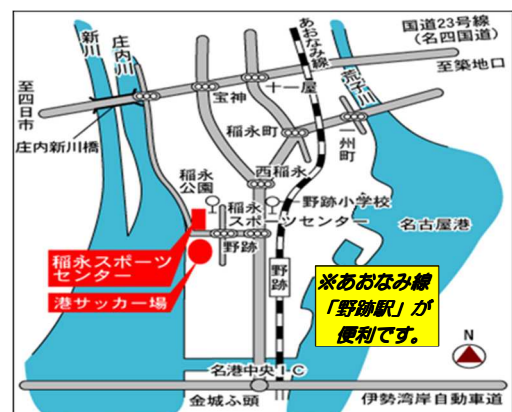 国道23号線
(名四国道)
至築地口
新川
庄内川
あおなみ線
荒子川
至四日市
宝神
十一屋
庄内新川橋
稲永町
一州町
西稲永
稲永
公園
野跡小学校
稲永スポーツセンター
野跡
名古屋港
稲永スポーツ
センター
港サッカー場
野跡
※あおなみ線
「野跡駅」が
便利です。
N
名港中央IC
金城ふ頭
伊勢湾岸自動車道